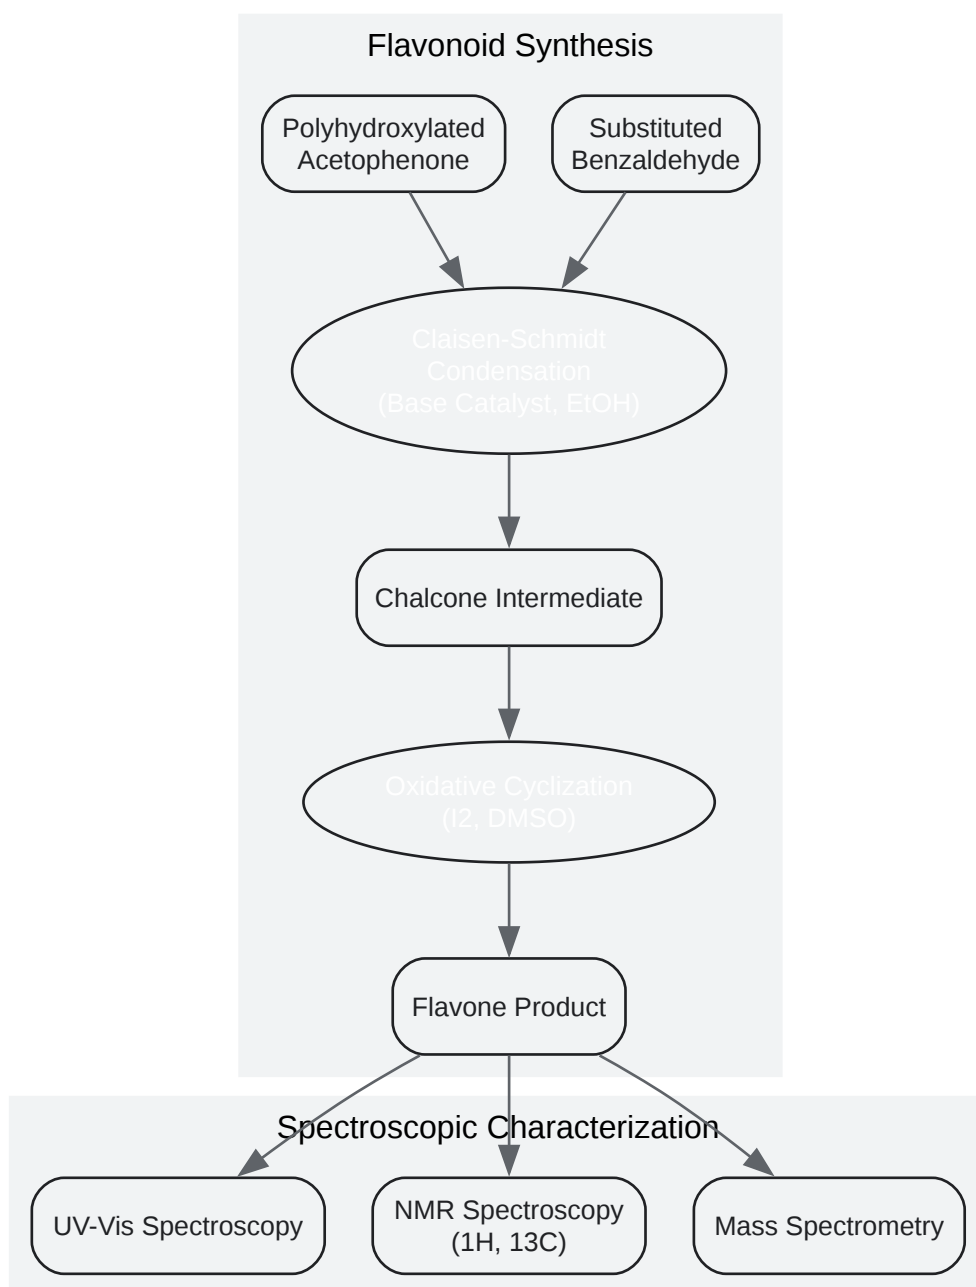 Flavonoid Synthesis
Polyhydroxylated
Acetophenone
Substituted
Benzaldehyde
Claisen-Schmidt
Condensation
(Base Catalyst, EtOH)
Chalcone Intermediate
Oxidative Cyclization
(I2, DMSO)
Flavone Product
Spectroscopic Characterization
UV-Vis Spectroscopy
NMR Spectroscopy
(1H, 13C)
Mass Spectrometry